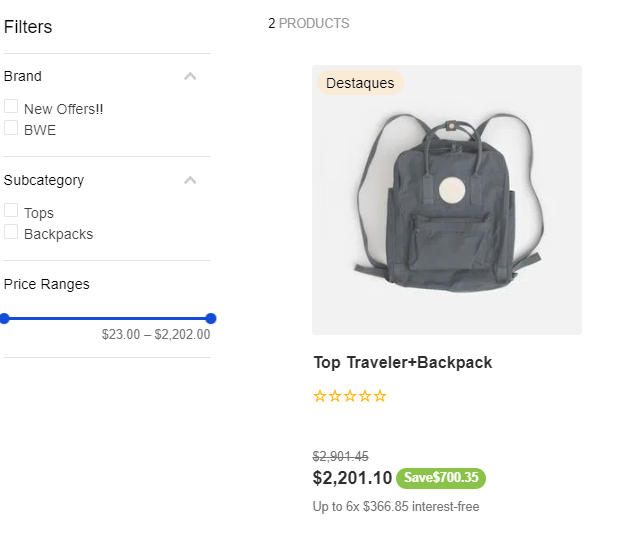 Filters
Brand
New Offers!!
BWE
Subcategory
Tops
Backpacks
Price Ranges
$23.00 – $2,202.00
2 PRODUCTS
Destaques
Top Traveler+Backpack
$2,901.45
$2,201.10 Save$700.35
Up to 6x $366.85 interest-free